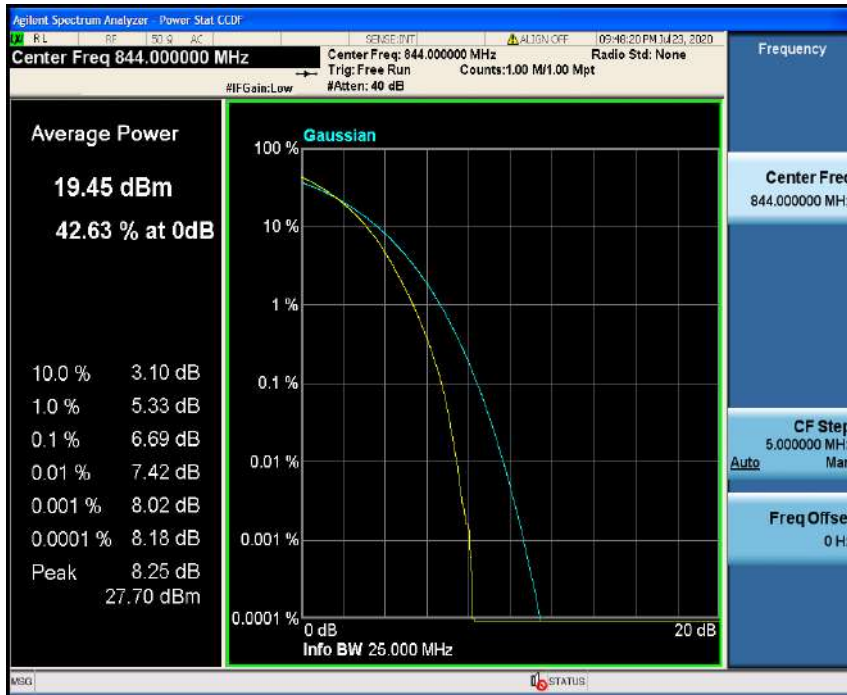 Agilent Spectrum Analyzer - Power Stat CCDF
RL RF 50 Ω AC SENSE:INT ALIGN OFF 09:48:20 PM Jul 23, 2020
Center Freq 844.000000 MHz
Center Freq: 844.000000 MHz Radio Std: None
Trig: Free Run Counts:1.00 M/1.00 Mpt
#IFGain:Low #Atten: 40 dB
Average Power
19.45 dBm
42.63 % at 0dB
10.0 % 3.10 dB
1.0 % 5.33 dB
0.1 % 6.69 dB
0.01 % 7.42 dB
0.001 % 8.02 dB
0.0001 % 8.18 dB
Peak 8.25 dB
27.70 dBm
Gaussian
100 %
10 %
1 %
0.1 %
0.01 %
0.001 %
0.0001 %
0 dB 20 dB
Info BW 25.000 MHz
Frequency
Center Freq
844.000000 MH
CF Step
5.000000 MH
Auto Man
Freq Offse
0 H
MSG STATUS